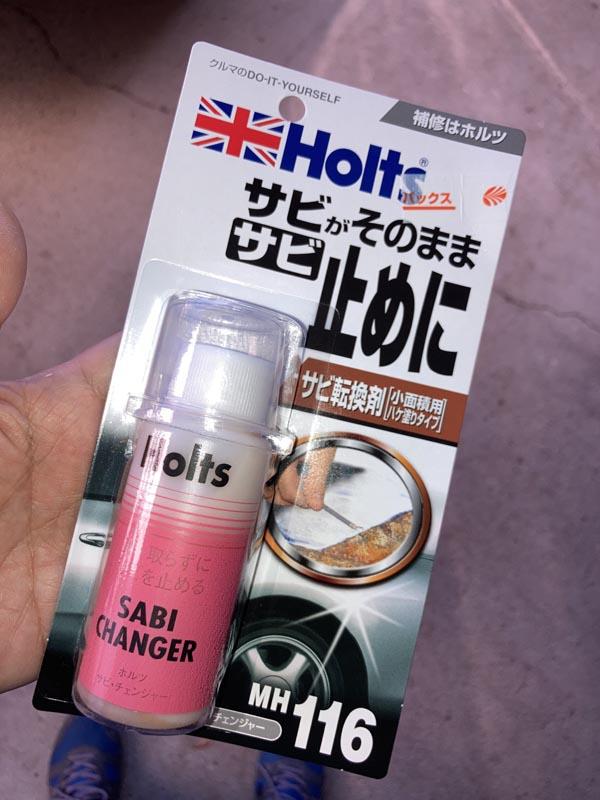 クルマのDO-IT-YOURSELF
補修はホルツ
Holts®
バックス
サビがそのまま
サビ止めに
サビ転換剤[小面積用 ハケ塗りタイプ]
Holts
取らずに
を止める
SABI
CHANGER
ホルツ
サビ・チェンジャー
MH116
チェンジャー